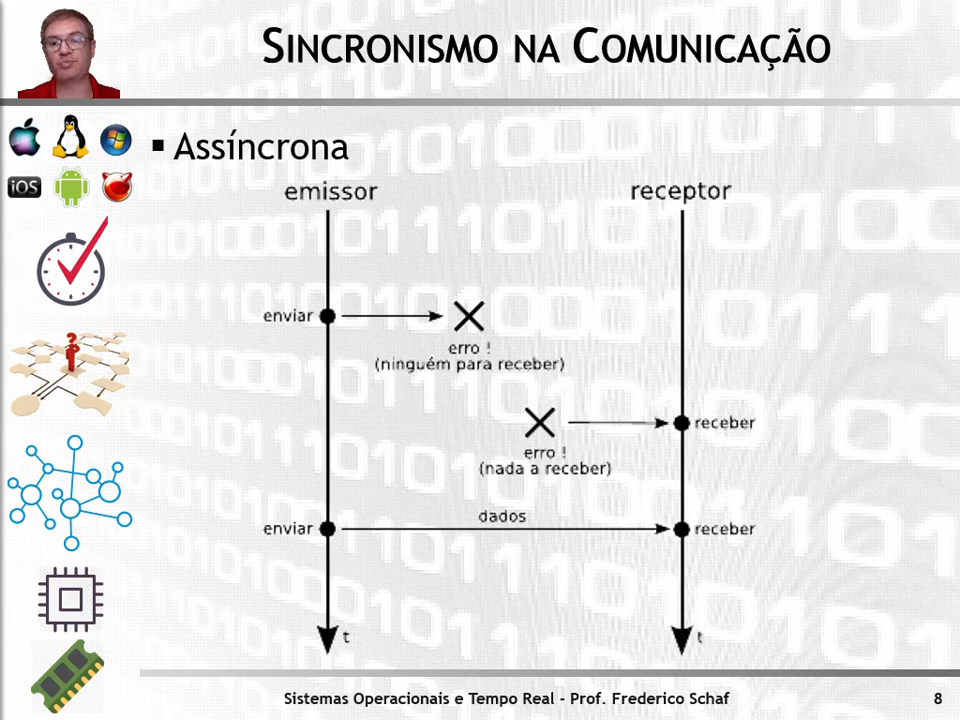 SINCRONISMO NA COMUNICAÇÃO
iOS
Assíncrona
emissor
receptor
enviar
erro !
(ninguém para receber)
receber
erro !
(nada a receber)
enviar
dados
receber
t
t
Sistemas Operacionais e Tempo Real - Prof. Frederico Schaf
8